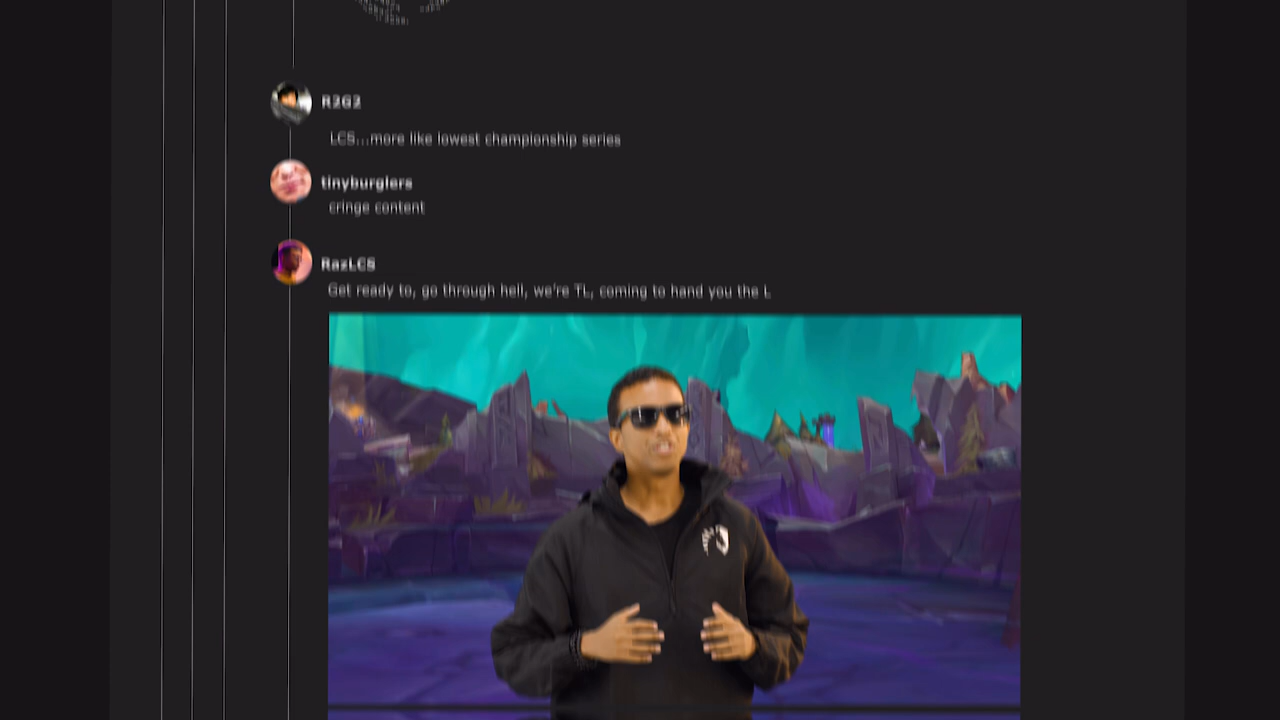 R2G2
LCS...more like lowest championship series
tinyburglers
cringe content
RazLCS
Get ready to, go through hell, we're TL, coming to hand you the L